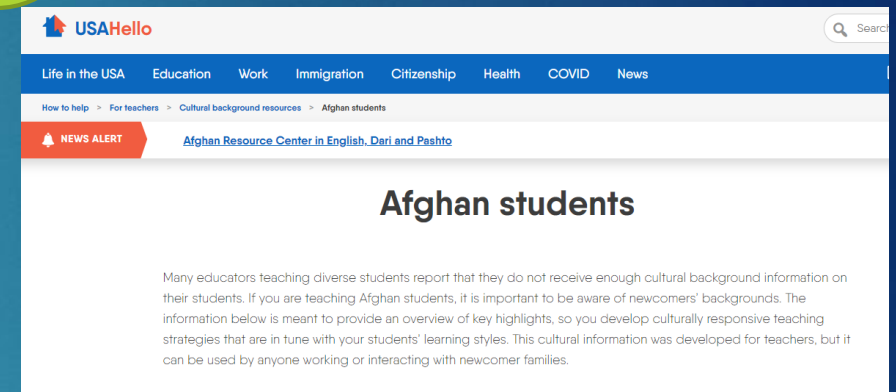 USAHello
Search
Life in the USA Education Work Immigration Citizenship Health COVID News
How to help > For teachers > Cultural background resources > Afghan students
NEWS ALERT Afghan Resource Center in English, Dari and Pashto
Afghan students
Many educators teaching diverse students report that they do not receive enough cultural background information on
their students. If you are teaching Afghan students, it is important to be aware of newcomers' backgrounds. The
information below is meant to provide an overview of key highlights, so you develop culturally responsive teaching
strategies that are in tune with your students' learning styles. This cultural information was developed for teachers, but it
can be used by anyone working or interacting with newcomer families.